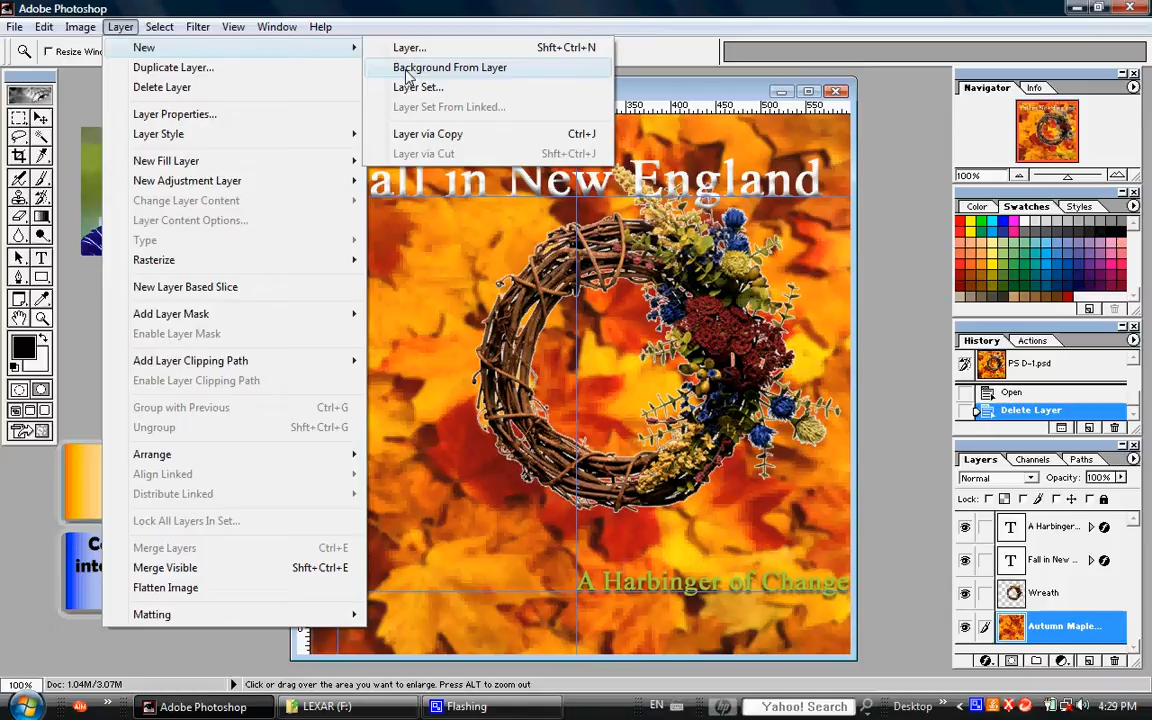 Adobe Photoshop
File Edit Image Layer Select Filter View Window Help
Resize Win
New
Duplicate Layer...
Delete Layer
Layer Properties...
Layer Style
New Fill Layer
New Adjustment Layer
Change Layer Content
Layer Content Options...
Type
Rasterize
New Layer Based Slice
Add Layer Mask
Enable Layer Mask
Add Layer Clipping Path
Enable Layer Clipping Path
Group with Previous Ctrl+G
Ungroup Shft+Ctrl+G
Arrange
Align Linked
Distribute Linked
Lock All Layers In Set...
Merge Layers Ctrl+E
Merge Visible Shft+Ctrl+E
Flatten Image
Matting
Layer... Shft+Ctrl+N
Background From Layer
Layer Set...
Layer Set From Linked...
Layer via Copy Ctrl+J
Layer via Cut Shft+Ctrl+J
350 400 450 500 550
all in New England
A Harbinger of Change
Navigator Info
100%
Color Swatches Styles
History Actions
PS D-1.psd
Open
Delete Layer
Layers Channels Paths
Normal Opacity: 100%
Lock:
T A Harbinger...
T Fall in New ...
Wreath
Autumn Maple...
100% Doc: 1.04M/3.07M Click or drag over the area you want to enlarge. Press ALT to zoom out
AIM Adobe Photoshop LEXAR (F:) Flashing EN hp Yahoo! Search Desktop 4:29 PM